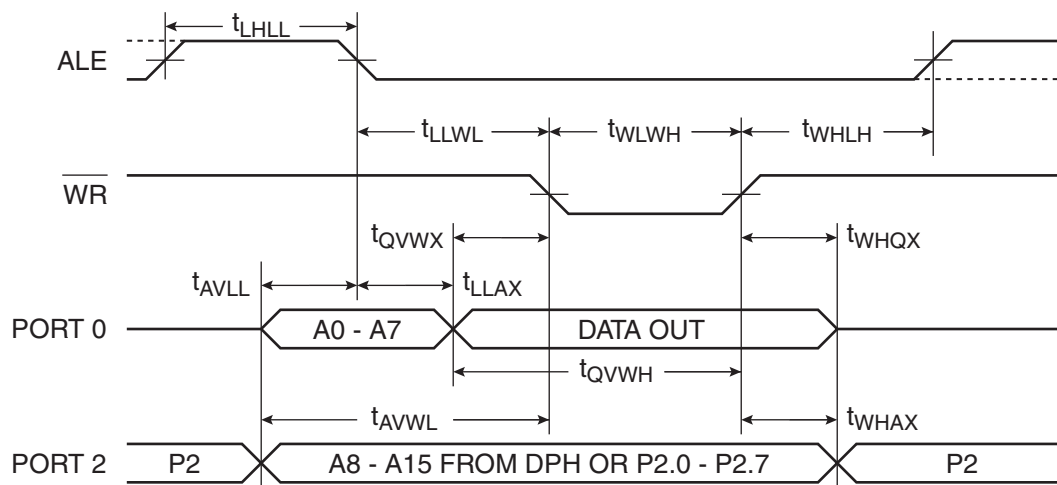 tLHLL
ALE
tLLWL tWLWH tWHLH
WR
tQVWX tWHQX
tAVLL tLLAX
PORT 0 A0 - A7 DATA OUT
tQVWH
tAVWL tWHAX
PORT 2 P2 A8 - A15 FROM DPH OR P2.0 - P2.7 P2